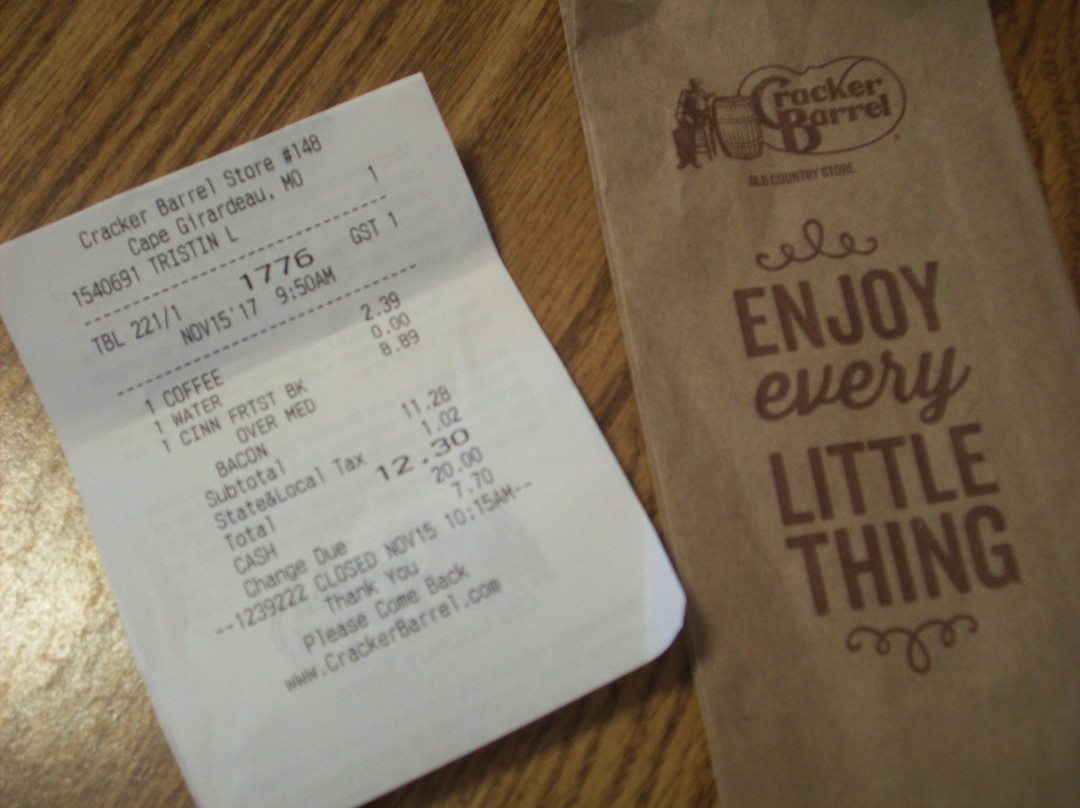 Cracker Barrel Store #148
Cape Girardeau, MO
1540691 TRISTIN L 1
--------------------------------
TBL 221/1 1776 GST 1
NOV15'17 9:50AM
--------------------------------
1 COFFEE 2.39
1 WATER 0.00
1 CINN FRTST BK 8.89
OVER MED
BACON
Subtotal 11.28
State&Local Tax 1.02
Total 12.30
CASH 20.00
Change Due 7.70
--1239222 CLOSED NOV15 10:15AM--
Thank You
Please Come Back
www.CrackerBarrel.com
Cracker
Barrel
OLD COUNTRY STORE
ENJOY
every
LITTLE
THING